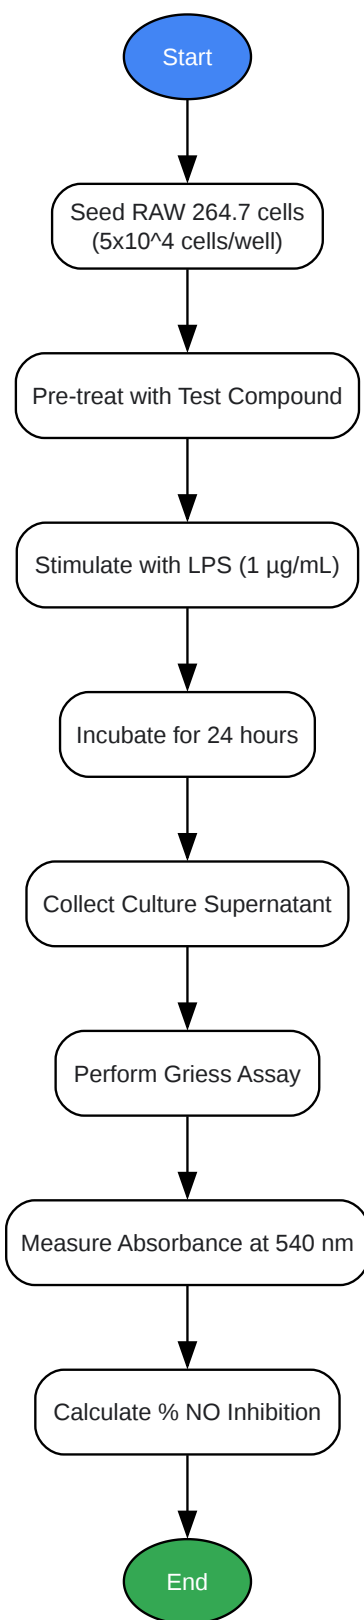 Start
Seed RAW 264.7 cells
(5x10^4 cells/well)
Pre-treat with Test Compound
Stimulate with LPS (1 µg/mL)
Incubate for 24 hours
Collect Culture Supernatant
Perform Griess Assay
Measure Absorbance at 540 nm
Calculate % NO Inhibition
End